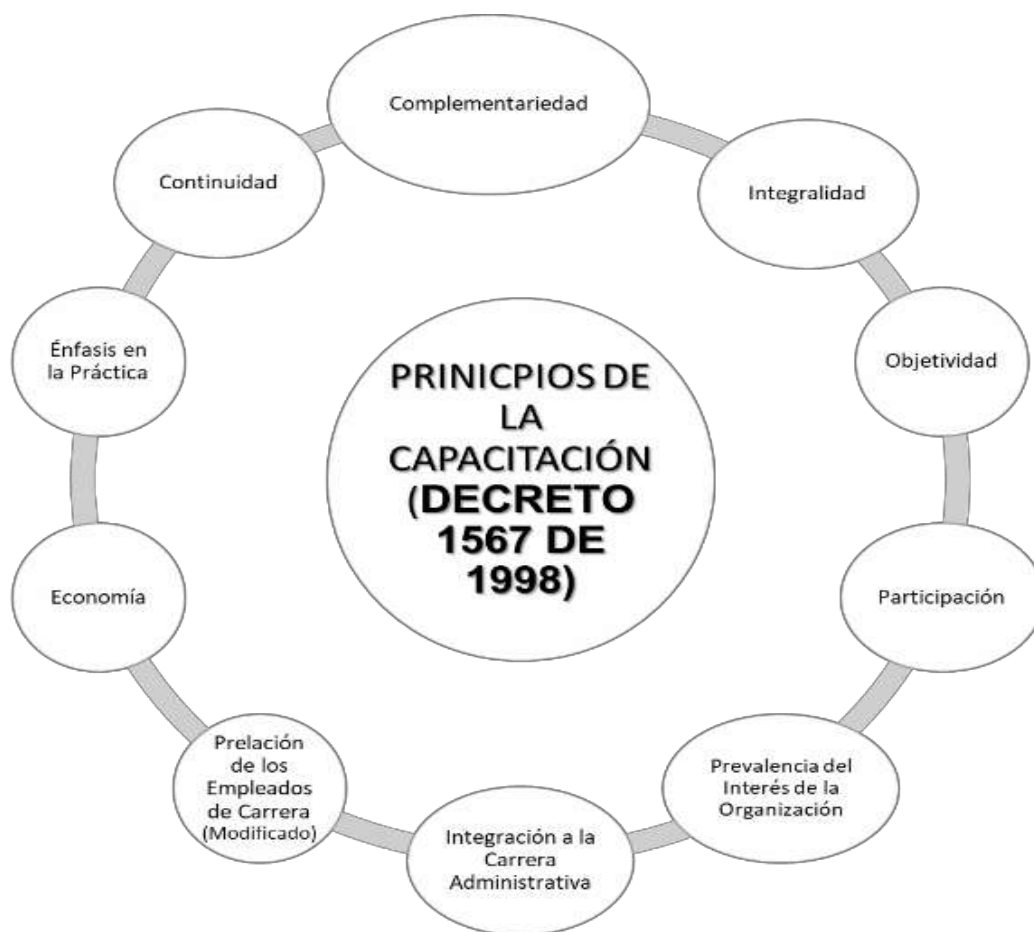 Complementariedad
Continuidad
Integralidad
Énfasis en
la Práctica
Objetividad
PRINICPIOS DE
LA
CAPACITACIÓN
(DECRETO
1567 DE
1998)
Economía
Participación
Prelación
de los
Empleados
de Carrera
(Modificado)
Prevalencia del
Interés de la
Organización
Integración a la
Carrera
Administrativa